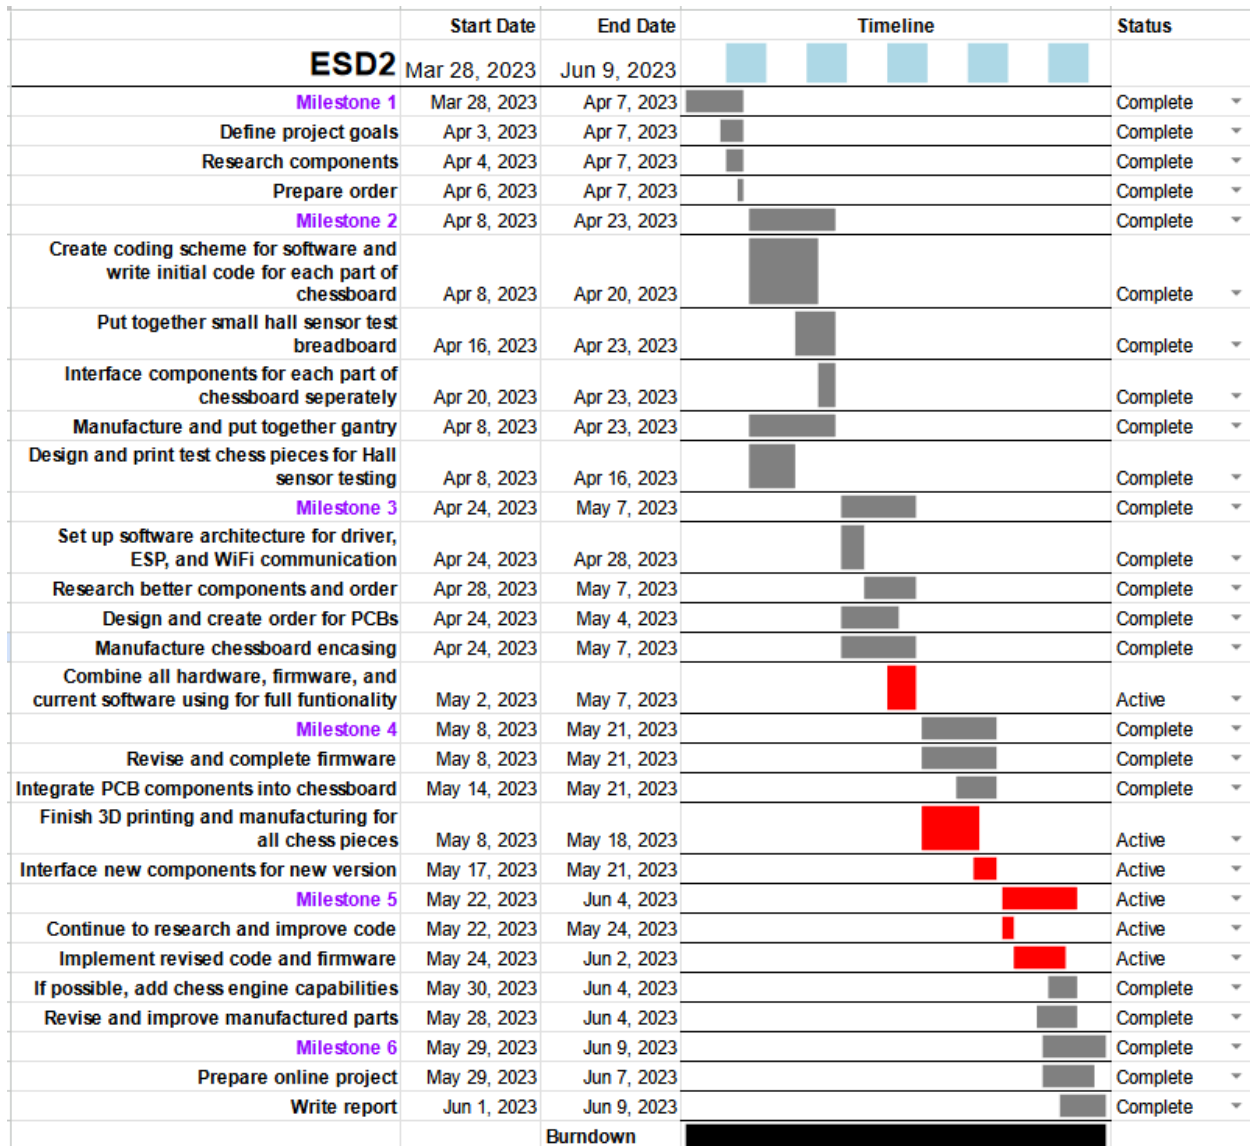 Start Date End Date Timeline Status
ESD2 Mar 28, 2023 Jun 9, 2023
Milestone 1 Mar 28, 2023 Apr 7, 2023 Complete
Define project goals Apr 3, 2023 Apr 7, 2023 Complete
Research components Apr 4, 2023 Apr 7, 2023 Complete
Prepare order Apr 6, 2023 Apr 7, 2023 Complete
Milestone 2 Apr 8, 2023 Apr 23, 2023 Complete
Create coding scheme for software and
write initial code for each part of
chessboard Apr 8, 2023 Apr 20, 2023 Complete
Put together small hall sensor test
breadboard Apr 16, 2023 Apr 23, 2023 Complete
Interface components for each part of
chessboard seperately Apr 20, 2023 Apr 23, 2023 Complete
Manufacture and put together gantry Apr 8, 2023 Apr 23, 2023 Complete
Design and print test chess pieces for Hall
sensor testing Apr 8, 2023 Apr 16, 2023 Complete
Milestone 3 Apr 24, 2023 May 7, 2023 Complete
Set up software architecture for driver,
ESP, and WiFi communication Apr 24, 2023 Apr 28, 2023 Complete
Research better components and order Apr 28, 2023 May 7, 2023 Complete
Design and create order for PCBs Apr 24, 2023 May 4, 2023 Complete
Manufacture chessboard encasing Apr 24, 2023 May 7, 2023 Complete
Combine all hardware, firmware, and
current software using for full funtionality May 2, 2023 May 7, 2023 Active
Milestone 4 May 8, 2023 May 21, 2023 Complete
Revise and complete firmware May 8, 2023 May 21, 2023 Complete
Integrate PCB components into chessboard May 14, 2023 May 21, 2023 Complete
Finish 3D printing and manufacturing for
all chess pieces May 8, 2023 May 18, 2023 Active
Interface new components for new version May 17, 2023 May 21, 2023 Active
Milestone 5 May 22, 2023 Jun 4, 2023 Active
Continue to research and improve code May 22, 2023 May 24, 2023 Active
Implement revised code and firmware May 24, 2023 Jun 2, 2023 Active
If possible, add chess engine capabilities May 30, 2023 Jun 4, 2023 Complete
Revise and improve manufactured parts May 28, 2023 Jun 4, 2023 Complete
Milestone 6 May 29, 2023 Jun 9, 2023 Complete
Prepare online project May 29, 2023 Jun 7, 2023 Complete
Write report Jun 1, 2023 Jun 9, 2023 Complete
Burndown